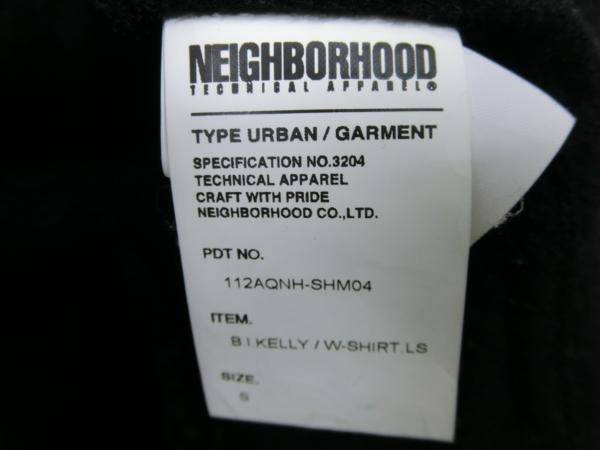 NEIGHBORHOOD
TECHNICAL APPAREL®
TYPE URBAN / GARMENT
SPECIFICATION NO.3204
TECHNICAL APPAREL
CRAFT WITH PRIDE
NEIGHBORHOOD CO.,LTD.
PDT NO.
112AQNH-SHM04
ITEM.
B.I.KELLY / W-SHIRT.LS
SIZE.
S